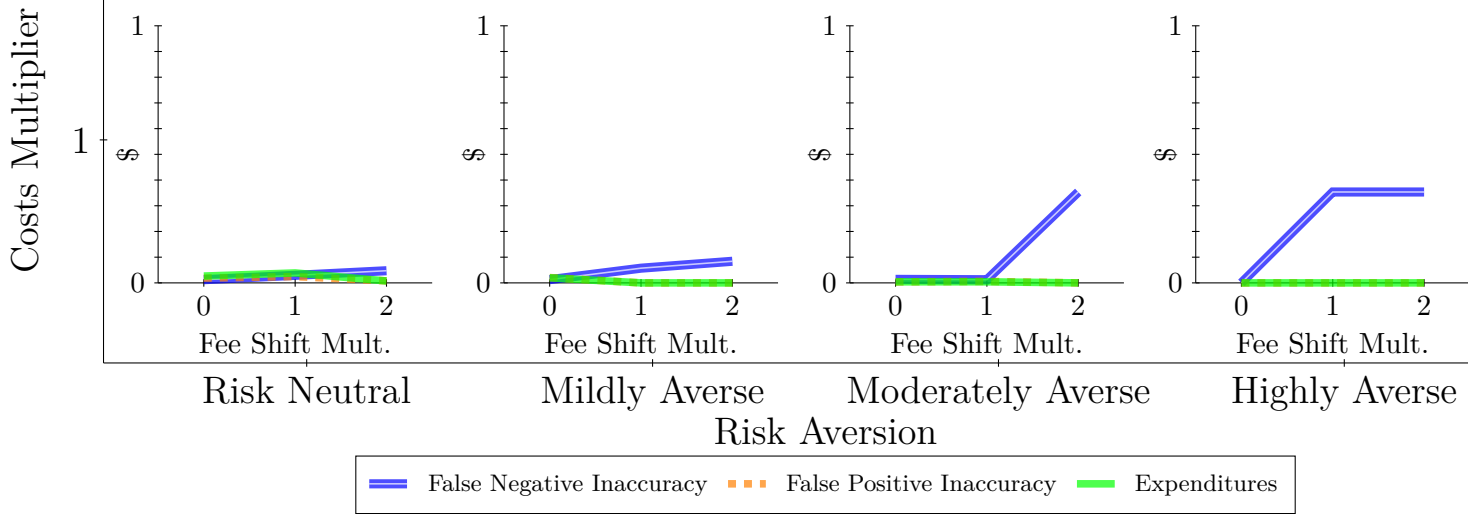 Costs Multiplier
1
1
$
0
0 1 2
Fee Shift Mult.
1
$
0
0 1 2
Fee Shift Mult.
1
$
0
0 1 2
Fee Shift Mult.
1
$
0
0 1 2
Fee Shift Mult.
Risk Neutral
Mildly Averse
Moderately Averse
Highly Averse
Risk Aversion
False Negative Inaccuracy False Positive Inaccuracy Expenditures